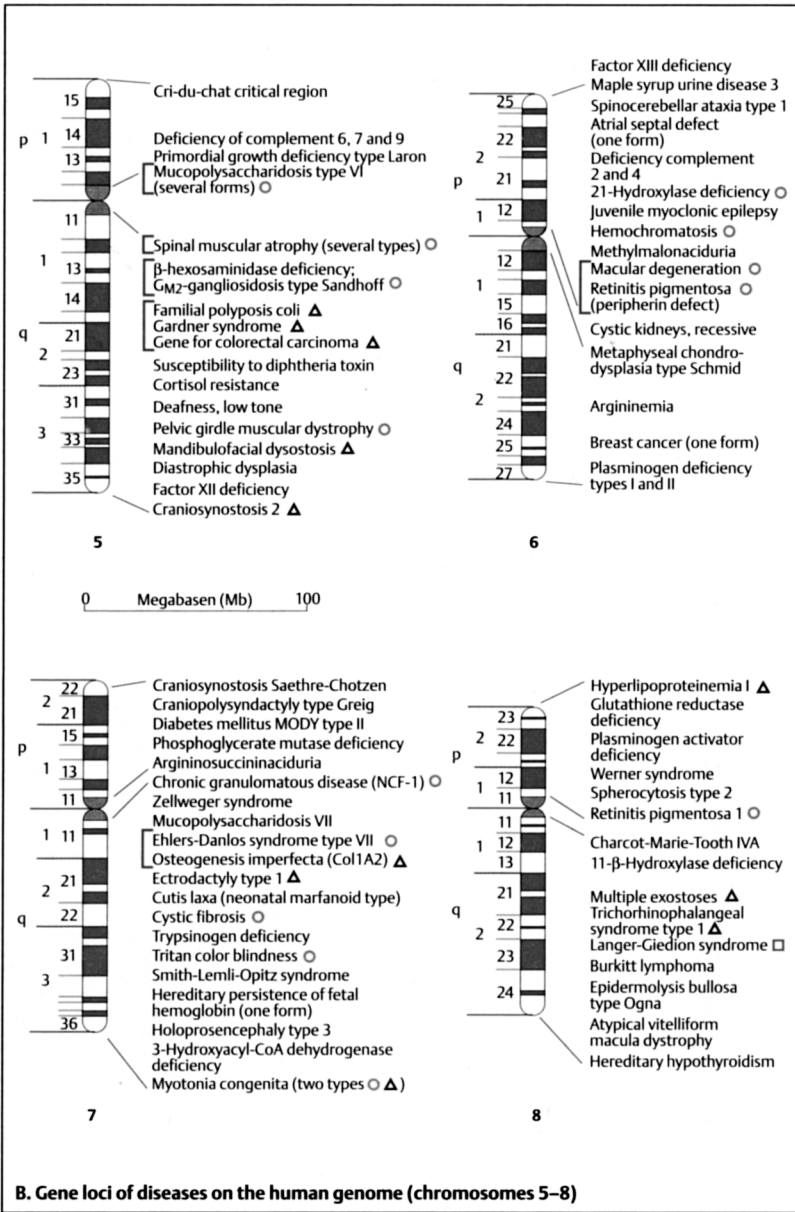 15
p 1 14
13
11
1
13
14
q
21
2
23
31
3
33
35
Cri-du-chat critical region
Deficiency of complement 6, 7 and 9
Primordial growth deficiency type Laron
Mucopolysaccharidosis type VI
(several forms)
Spinal muscular atrophy (several types)
β-hexosaminidase deficiency;
GM2-gangliosidosis type Sandhoff
Familial polyposis coli
Gardner syndrome
Gene for colorectal carcinoma
Susceptibility to diphtheria toxin
Cortisol resistance
Deafness, low tone
Pelvic girdle muscular dystrophy
Mandibulofacial dysostosis
Diastrophic dysplasia
Factor XII deficiency
Craniosynostosis 2
5
25
22
2
p 21
1 12
12
1
15
16
21
q
22
2
24
25
27
Factor XIII deficiency
Maple syrup urine disease 3
Spinocerebellar ataxia type 1
Atrial septal defect
(one form)
Deficiency complement
2 and 4
21-Hydroxylase deficiency
Juvenile myoclonic epilepsy
Hemochromatosis
Methylmalonaciduria
Macular degeneration
Retinitis pigmentosa
(peripherin defect)
Cystic kidneys, recessive
Metaphyseal chondro-
dysplasia type Schmid
Argininemia
Breast cancer (one form)
Plasminogen deficiency
types I and II
6
0 Megabasen (Mb) 100
22
2
21
p 15
1 13
11
1 11
21
2
q 22
31
3
36
Craniosynostosis Saethre-Chotzen
Craniopolysyndactyly type Greig
Diabetes mellitus MODY type II
Phosphoglycerate mutase deficiency
Argininosuccininaciduria
Chronic granulomatous disease (NCF-1)
Zellweger syndrome
Mucopolysaccharidosis VII
Ehlers-Danlos syndrome type VII
Osteogenesis imperfecta (Col1A2)
Ectrodactyly type 1
Cutis laxa (neonatal marfanoid type)
Cystic fibrosis
Trypsinogen deficiency
Tritan color blindness
Smith-Lemli-Opitz syndrome
Hereditary persistence of fetal
hemoglobin (one form)
Holoprosencephaly type 3
3-Hydroxyacyl-CoA dehydrogenase
deficiency
Myotonia congenita (two types )
7
23
2 22
p
12
1 11
11
1 12
13
21
q
2 22
23
24
Hyperlipoproteinemia I
Glutathione reductase
deficiency
Plasminogen activator
deficiency
Werner syndrome
Spherocytosis type 2
Retinitis pigmentosa 1
Charcot-Marie-Tooth IVA
11-β-Hydroxylase deficiency
Multiple exostoses
Trichorhinophalangeal
syndrome type 1
Langer-Giedion syndrome
Burkitt lymphoma
Epidermolysis bullosa
type Ogna
Atypical vitelliform
macula dystrophy
Hereditary hypothyroidism
8
B. Gene loci of diseases on the human genome (chromosomes 5–8)